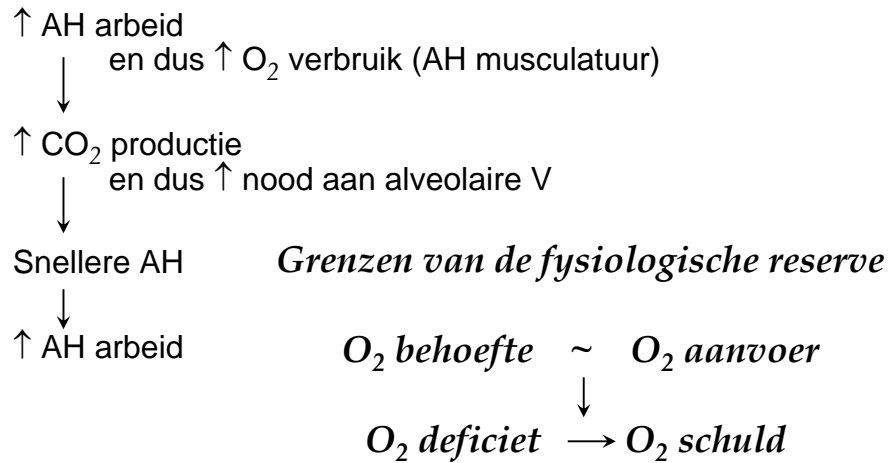 ↑ AH arbeid
en dus ↑ O₂ verbruik (AH musculatuur)
↓
↑ CO₂ productie
en dus ↑ nood aan alveolaire V
↓
Snellere AH
↓
↑ AH arbeid
Grenzen van de fysiologische reserve
O₂ behoefte ~ O₂ aanvoer
↓
O₂ deficiet → O₂ schuld